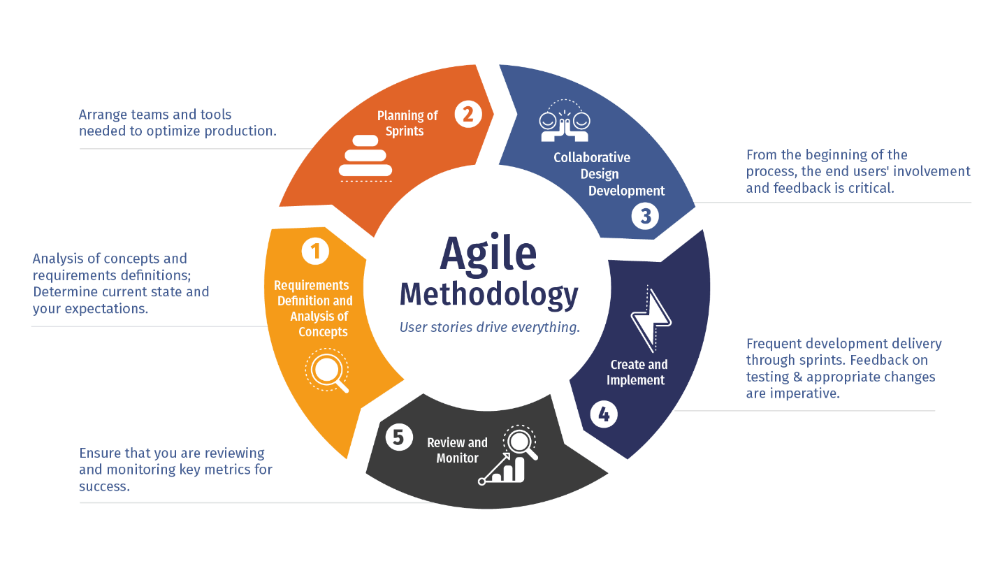 Agile
Methodology
User stories drive everything.
1
Requirements
Definition and
Analysis of
Concepts
Analysis of concepts and
requirements definitions;
Determine current state and
your expectations.
2
Planning of
Sprints
Arrange teams and tools
needed to optimize production.
Collaborative
Design
Development
3
From the beginning of the
process, the end users' involvement
and feedback is critical.
Create and
Implement
4
Frequent development delivery
through sprints. Feedback on
testing & appropriate changes
are imperative.
5
Review and
Monitor
Ensure that you are reviewing
and monitoring key metrics for
success.